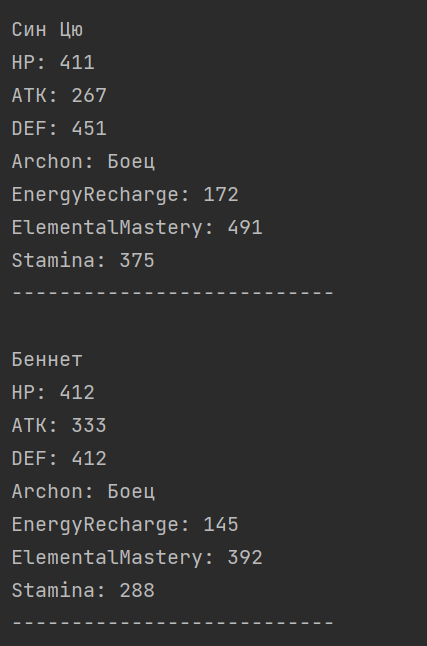 Син Цю
HP: 411
ATK: 267
DEF: 451
Archon: Боец
EnergyRecharge: 172
ElementalMastery: 491
Stamina: 375
---------------------------
Беннет
HP: 412
ATK: 333
DEF: 412
Archon: Боец
EnergyRecharge: 145
ElementalMastery: 392
Stamina: 288
---------------------------